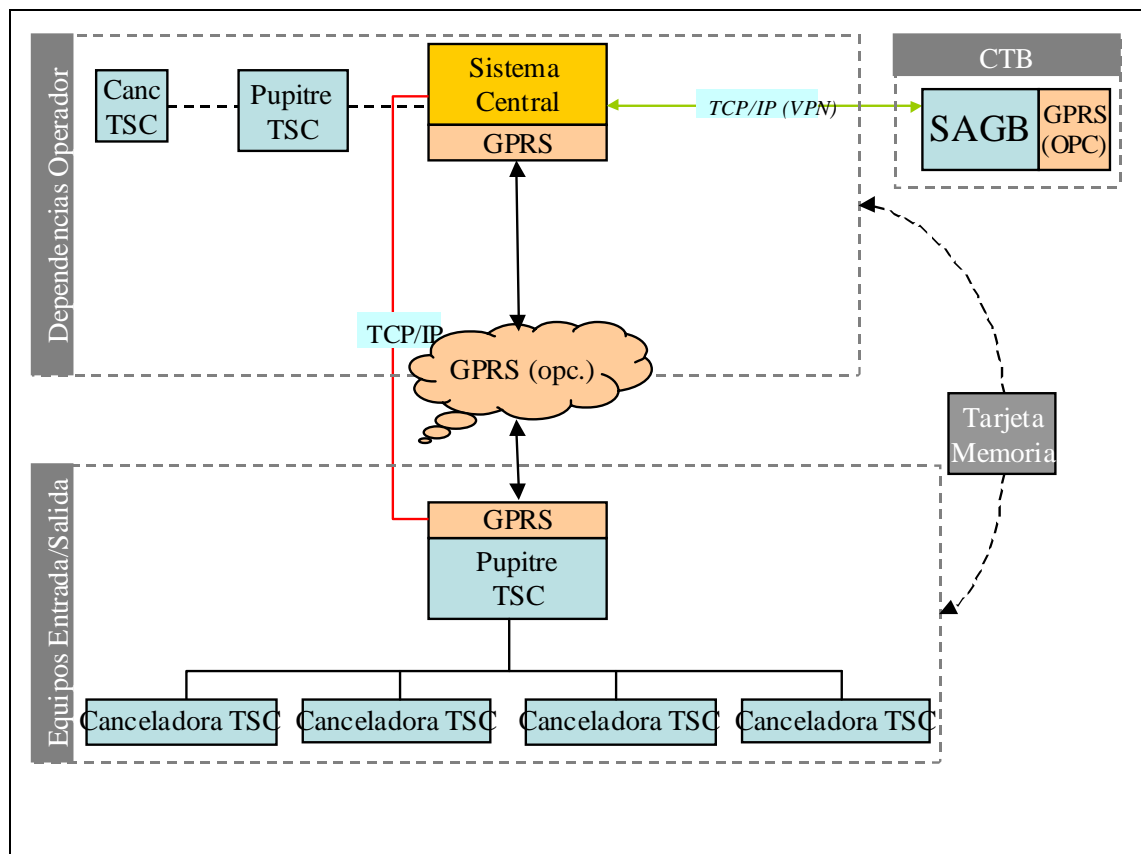 Dependencias Operador
Canc
TSC
Pupitre
TSC
Sistema
Central
GPRS
TCP/IP (VPN)
CTB
SAGB
GPRS
(OPC)
TCP/IP
GPRS (opc.)
Tarjeta
Memoria
Equipos Entrada/Salida
GPRS
Pupitre
TSC
Canceladora TSC
Canceladora TSC
Canceladora TSC
Canceladora TSC